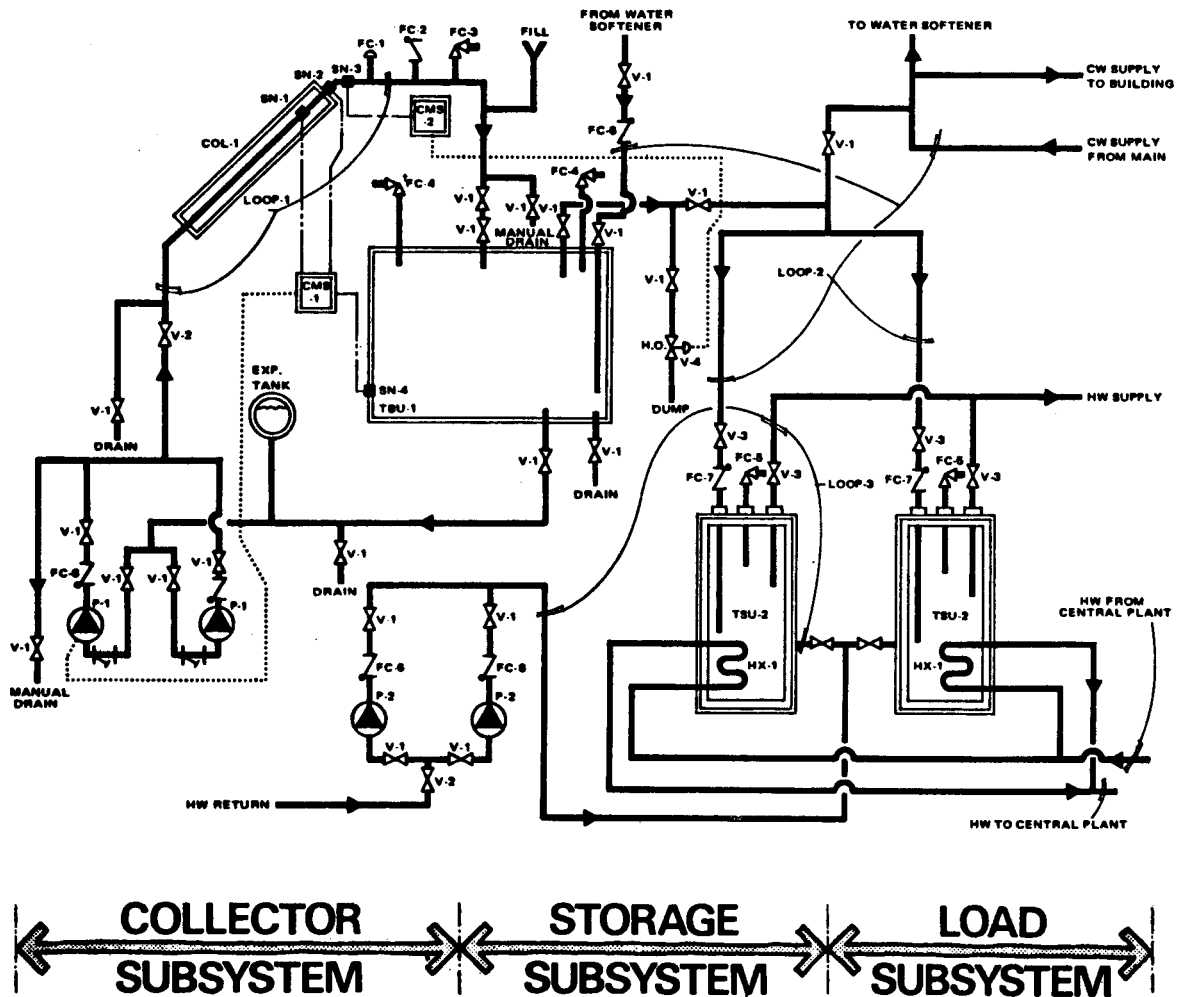 FROM WATER
SOFTENER
TO WATER SOFTENER
FC-1
FC-2
FC-3
FILL
SN-3
SN-2
SN-1
V-1
CW SUPPLY
TO BUILDING
CMS
-2
FC-6
COL-1
V-1
CW SUPPLY
FROM MAIN
FC-4
FC-4
LOOP-1
V-1
V-1
V-1
V-1
V-1
V-1
MANUAL
DRAIN
V-1
LOOP-2
CMS
-1
V-2
H.O.
V-4
EXP.
TANK
SN-4
TSU-1
DUMP
HW SUPPLY
V-1
DRAIN
V-3
V-3
V-1
V-1
FC-5
V-3
FC-5
V-3
FC-7
FC-7
LOOP-3
DRAIN
V-1
V-1
V-1
V-1
V-1
FC-6
DRAIN
P-1
P-1
HW FROM
CENTRAL PLANT
V-1
V-1
TSU-2
TSU-2
V-1
FC-6
FC-6
HX-1
HX-1
MANUAL
DRAIN
P-2
P-2
V-1
V-1
V-2
HW RETURN
HW TO CENTRAL PLANT
COLLECTOR
SUBSYSTEM
STORAGE
SUBSYSTEM
LOAD
SUBSYSTEM